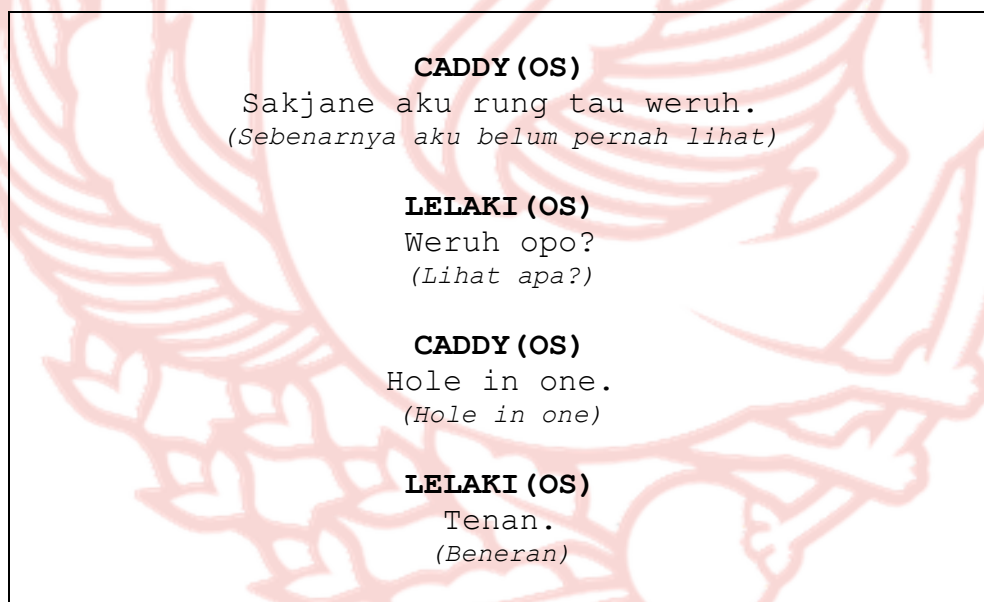 CADDY(OS)
Sakjane aku rung tau weruh.
(Sebenarnya aku belum pernah lihat)
LELAKI(OS)
Weruh opo?
(Lihat apa?)
CADDY(OS)
Hole in one.
(Hole in one)
LELAKI(OS)
Tenan.
(Beneran)